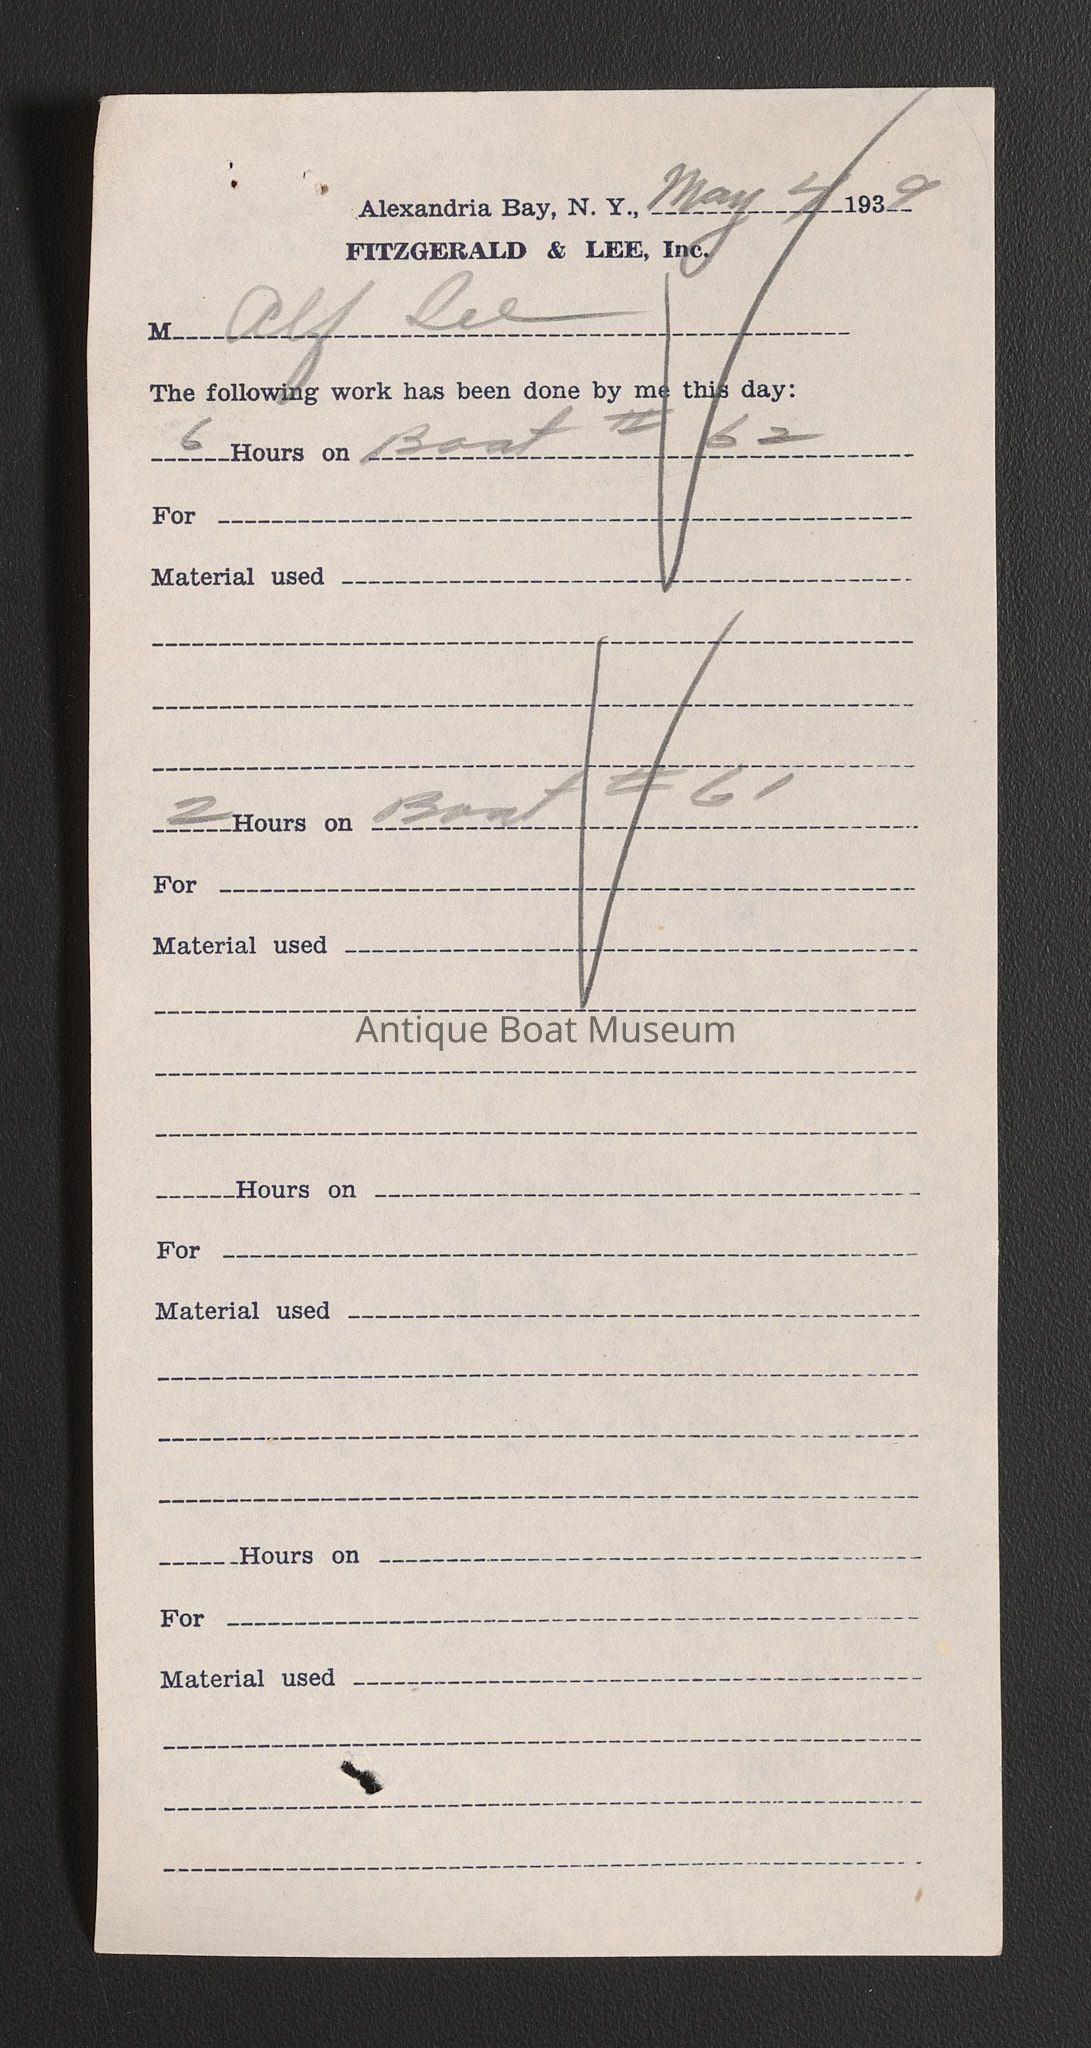 Alexandria Bay, N. Y., May 4 1939
FITZGERALD & LEE, Inc.
M Alf Lee
The following work has been done by me this day:
6 Hours on Boat # 62
For
Material used
2 Hours on Boat # 61
For
Material used
Antique Boat Museum
Hours on
For
Material used
Hours on
For
Material used